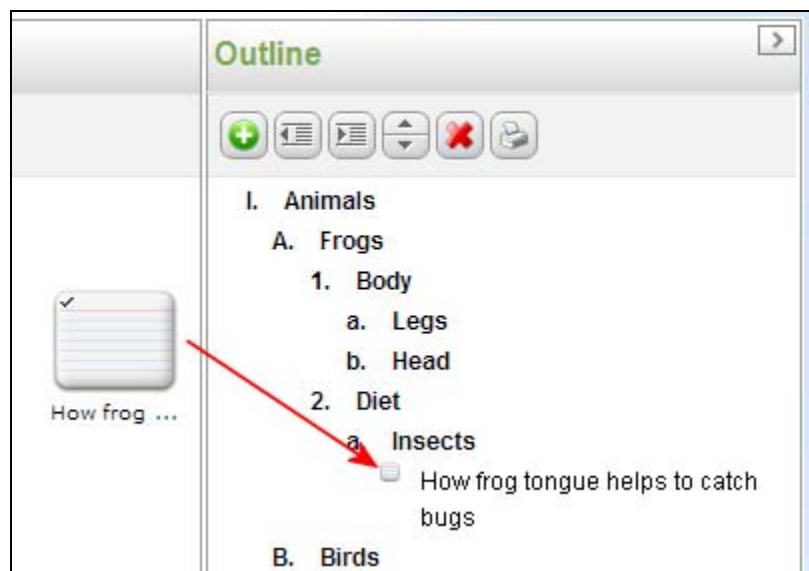 Outline
I. Animals
A. Frogs
1. Body
a. Legs
b. Head
2. Diet
a. Insects
How frog tongue helps to catch
bugs
B. Birds
How frog ...